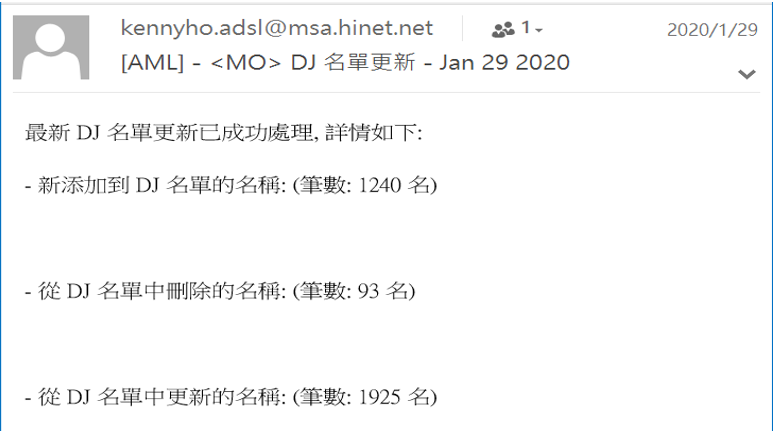 kennyho.adsl@msa.hinet.net 1 2020/1/29
[AML] - <MO> DJ 名單更新 - Jan 29 2020
最新 DJ 名單更新已成功處理, 詳情如下:
- 新添加到 DJ 名單的名稱: (筆數: 1240 名)
- 從 DJ 名單中刪除的名稱: (筆數: 93 名)
- 從 DJ 名單中更新的名稱: (筆數: 1925 名)